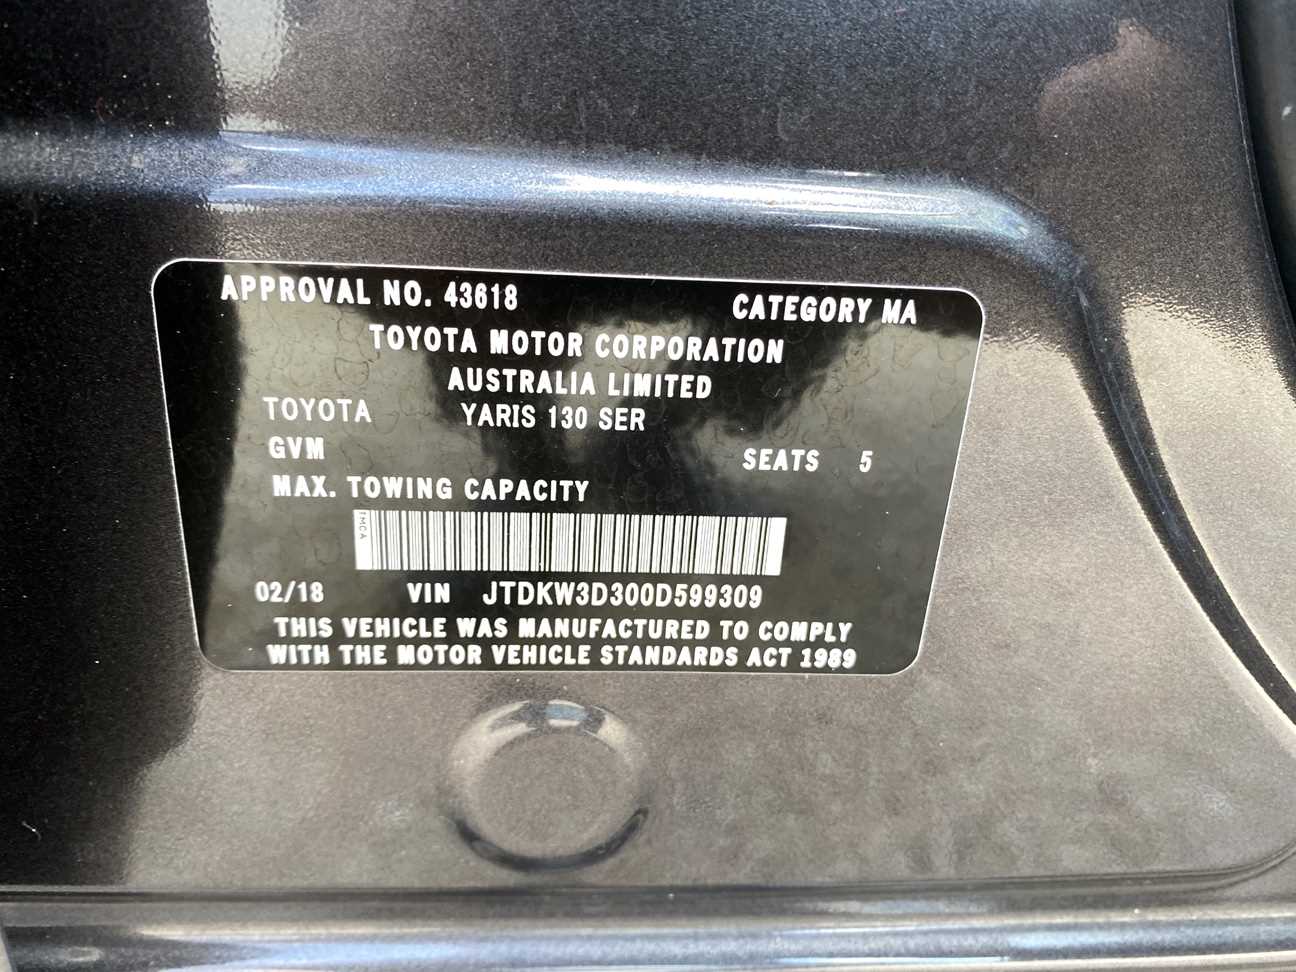 APPROVAL NO. 43618 CATEGORY MA
TOYOTA MOTOR CORPORATION
AUSTRALIA LIMITED
TOYOTA YARIS 130 SER
GVM SEATS 5
MAX. TOWING CAPACITY
TMCA
02/18 VIN JTDKW3D300D599309
THIS VEHICLE WAS MANUFACTURED TO COMPLY
WITH THE MOTOR VEHICLE STANDARDS ACT 1989